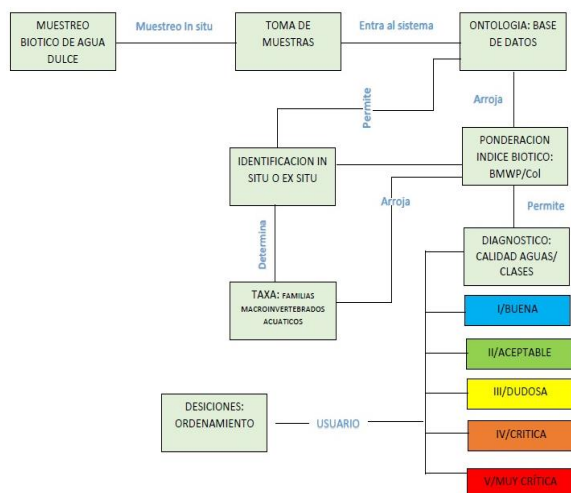 MUESTREO
BIOTICO DE AGUA
DULCE
Muestreo In situ
TOMA DE
MUESTRAS
Entra al sistema
ONTOLOGIA: BASE
DE DATOS
Permite
Arroja
IDENTIFICACION IN
SITU O EX SITU
PONDERACION
INDICE BIOTICO:
BMWP/Col
Arroja
Permite
Determina
DIAGNOSTICO:
CALIDAD AGUAS/
CLASES
TAXA: FAMILIAS
MACROINVERTEBRADOS
ACUATICOS
I/BUENA
II/ACEPTABLE
III/DUDOSA
DESICIONES:
ORDENAMIENTO
USUARIO
IV/CRITICA
V/MUY CRÍTICA